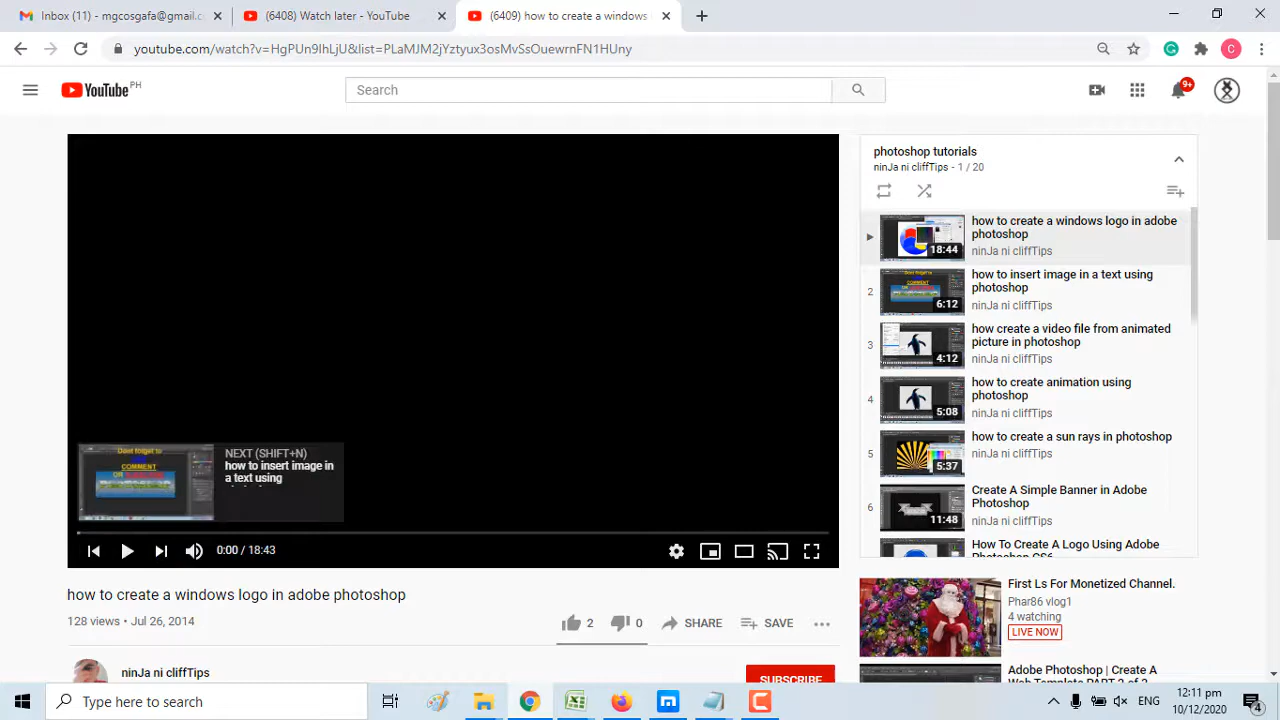 Inbox (11) - mgcosgafa@gmail.c
(6408) Watch later - YouTube
(6409) how to create a windows
youtube.com/watch?v=HgPUn9IhLjU&list=PLaMJM2jYztyux3osMvSsOuewrnFN1HUny
C
YouTube PH
Search
9+
photoshop tutorials
ninJa ni cliffTips - 1 / 20
how to create a windows logo in adobe
photoshop
ninJa ni cliffTips
18:44
2
how to insert image in a text using
photoshop
ninJa ni cliffTips
6:12
3
how create a video file from animated
picture in photoshop
ninJa ni cliffTips
4:12
4
how to create animation using
photoshop
ninJa ni cliffTips
5:08
5
how to create a sun rays in photoshop
ninJa ni cliffTips
5:37
6
Create A Simple Banner in Adobe
Photoshop
ninJa ni cliffTips
11:48
How To Create A Logo Using Adobe
Photoshop CS6
Dont forget to
COMMENT
(SHIFT+N)
how to insert image in
a text using
/ 18:43
how to create a windows logo in adobe photoshop
128 views • Jul 26, 2014
2
0
SHARE
SAVE
ninJa ni cliffTips
SUBSCRIBE
First Ls For Monetized Channel.
Phar86 vlog1
4 watching
LIVE NOW
Adobe Photoshop | Create A
Web Template
Type here to search
ENG
12:11 pm
10/12/2020
4